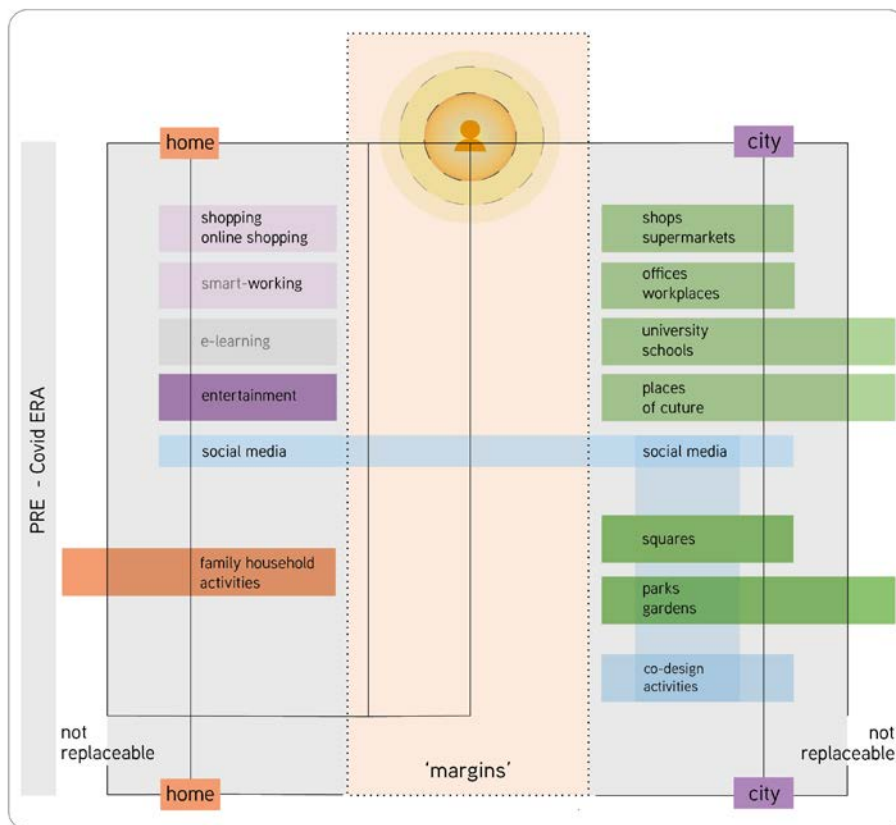 home
city
shopping
online shopping
smart-working
e-learning
entertainment
social media
family household
activities
shops
supermarkets
offices
workplaces
university
schools
places
of cuture
social media
squares
parks
gardens
co-design
activities
PRE - Covid ERA
not
replaceable
not
replaceable
'margins'
home
city